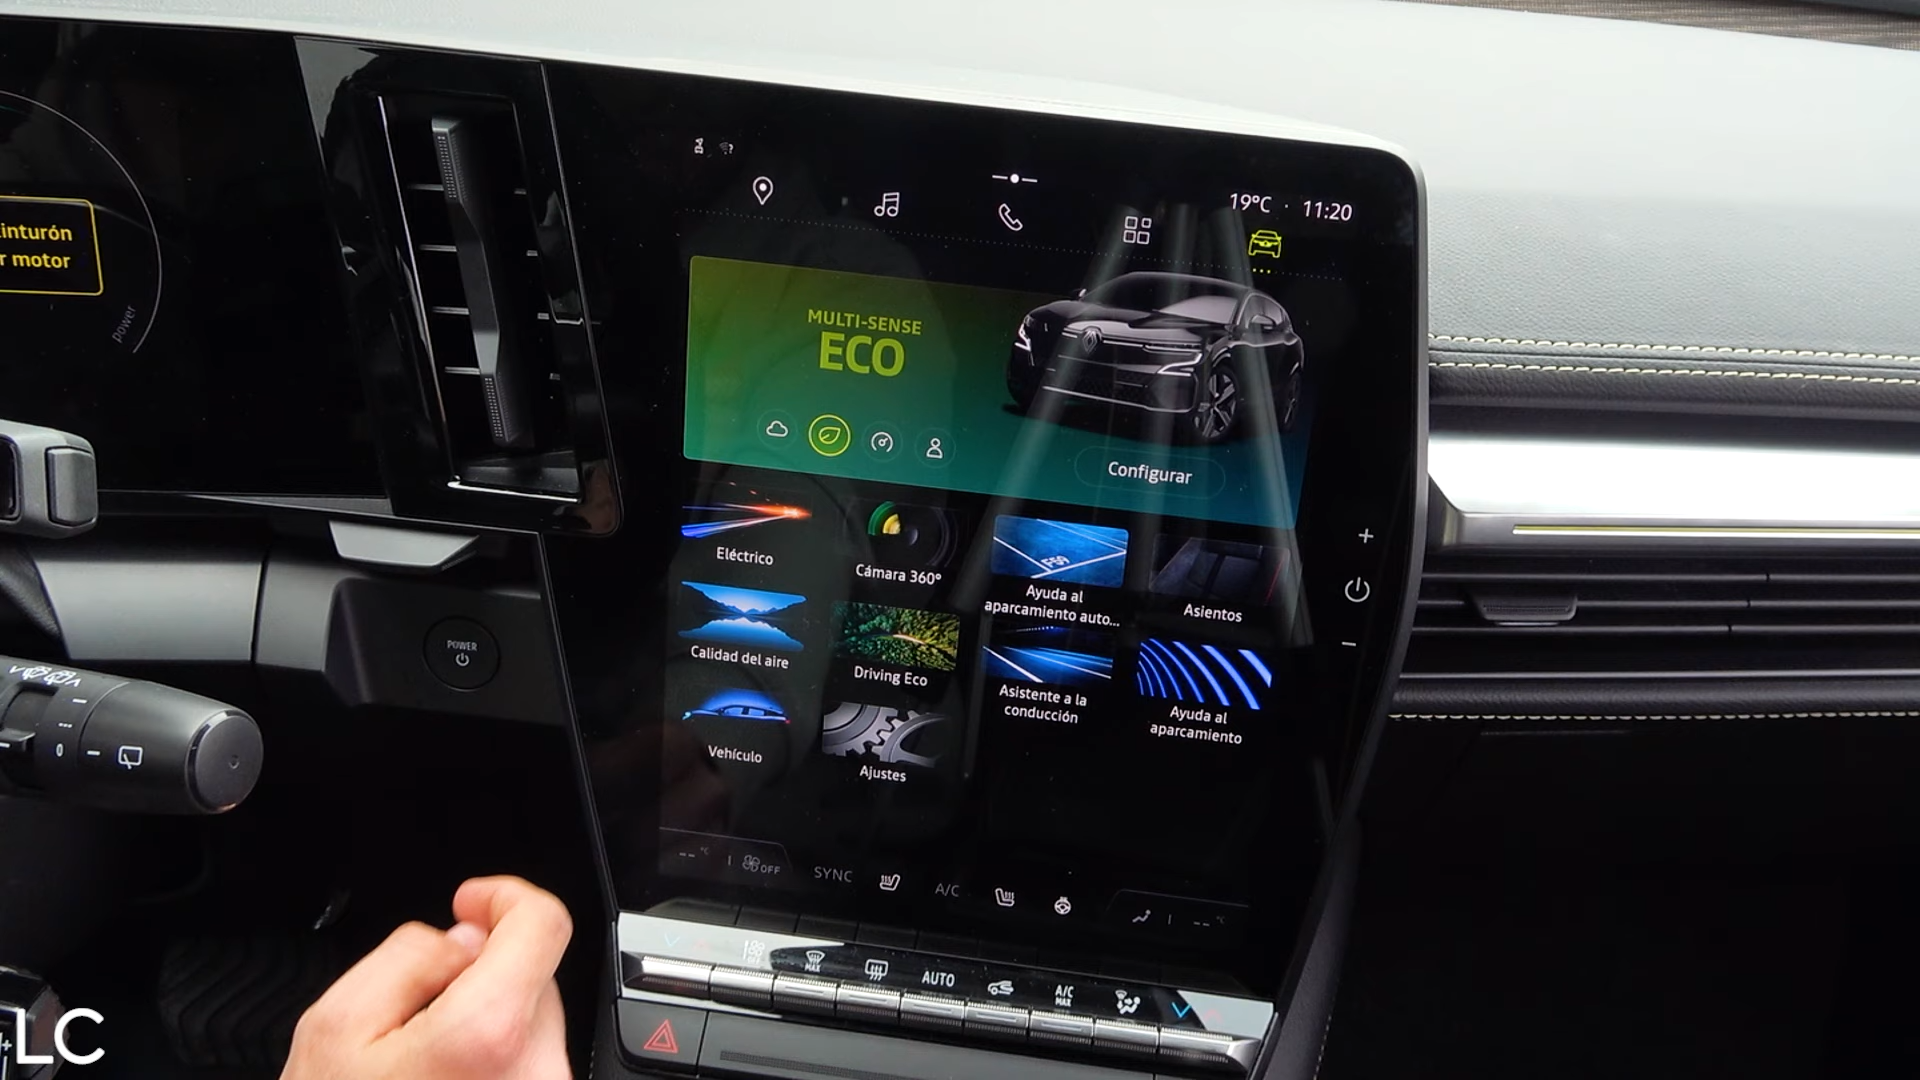 inturón
r motor
power
19°C · 11:20
MULTI-SENSE
ECO
Configurar
Eléctrico
Cámara 360°
Ayuda al
aparcamiento auto...
Asientos
Calidad del aire
Driving Eco
Asistente a la
conducción
Ayuda al
aparcamiento
Vehículo
Ajustes
POWER
0
-- °C
OFF
SYNC
A/C
-- °C
MAX
AUTO
A/C
MAX
LC